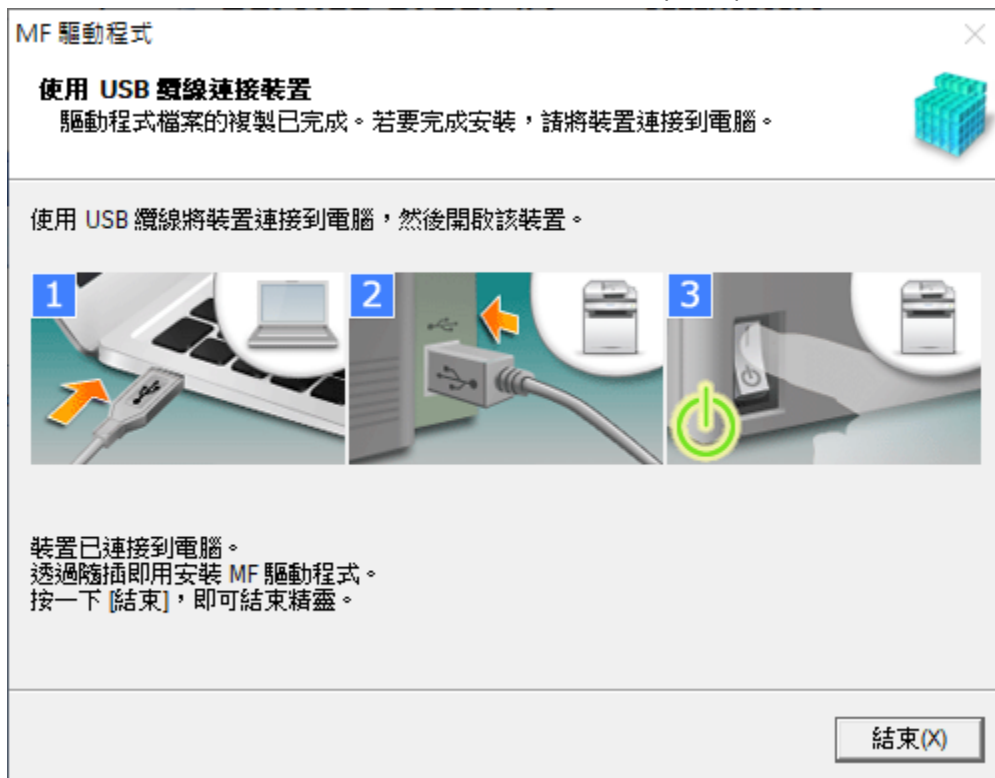 MF 驅動程式
使用 USB 纜線連接裝置
驅動程式檔案的複製已完成。若要完成安裝，請將裝置連接到電腦。
使用 USB 纜線將裝置連接到電腦，然後開啟該裝置。
1 2 3
裝置已連接到電腦。
透過隨插即用安裝 MF 驅動程式。
按一下 [結束]，即可結束精靈。
結束(X)